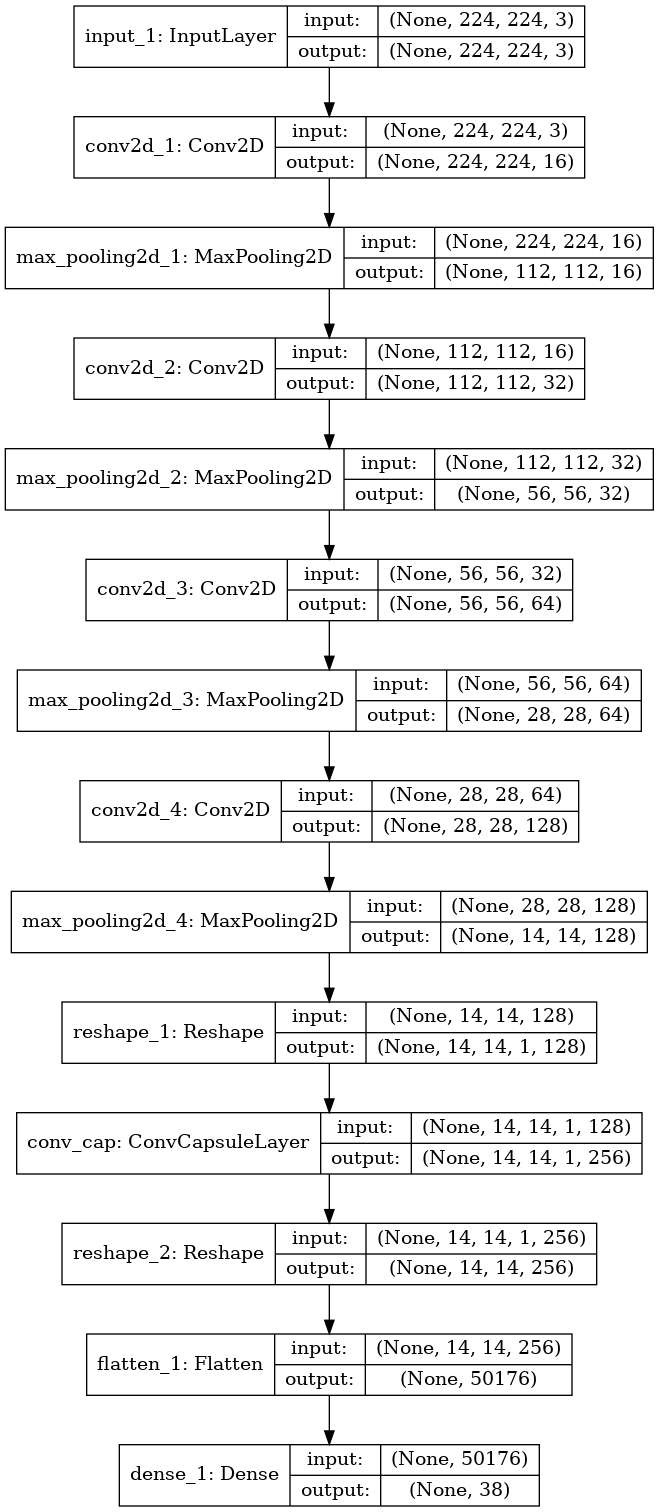 input_1: InputLayer
input: (None, 224, 224, 3)
output: (None, 224, 224, 3)
conv2d_1: Conv2D
input: (None, 224, 224, 3)
output: (None, 224, 224, 16)
max_pooling2d_1: MaxPooling2D
input: (None, 224, 224, 16)
output: (None, 112, 112, 16)
conv2d_2: Conv2D
input: (None, 112, 112, 16)
output: (None, 112, 112, 32)
max_pooling2d_2: MaxPooling2D
input: (None, 112, 112, 32)
output: (None, 56, 56, 32)
conv2d_3: Conv2D
input: (None, 56, 56, 32)
output: (None, 56, 56, 64)
max_pooling2d_3: MaxPooling2D
input: (None, 56, 56, 64)
output: (None, 28, 28, 64)
conv2d_4: Conv2D
input: (None, 28, 28, 64)
output: (None, 28, 28, 128)
max_pooling2d_4: MaxPooling2D
input: (None, 28, 28, 128)
output: (None, 14, 14, 128)
reshape_1: Reshape
input: (None, 14, 14, 128)
output: (None, 14, 14, 1, 128)
conv_cap: ConvCapsuleLayer
input: (None, 14, 14, 1, 128)
output: (None, 14, 14, 1, 256)
reshape_2: Reshape
input: (None, 14, 14, 1, 256)
output: (None, 14, 14, 256)
flatten_1: Flatten
input: (None, 14, 14, 256)
output: (None, 50176)
dense_1: Dense
input: (None, 50176)
output: (None, 38)